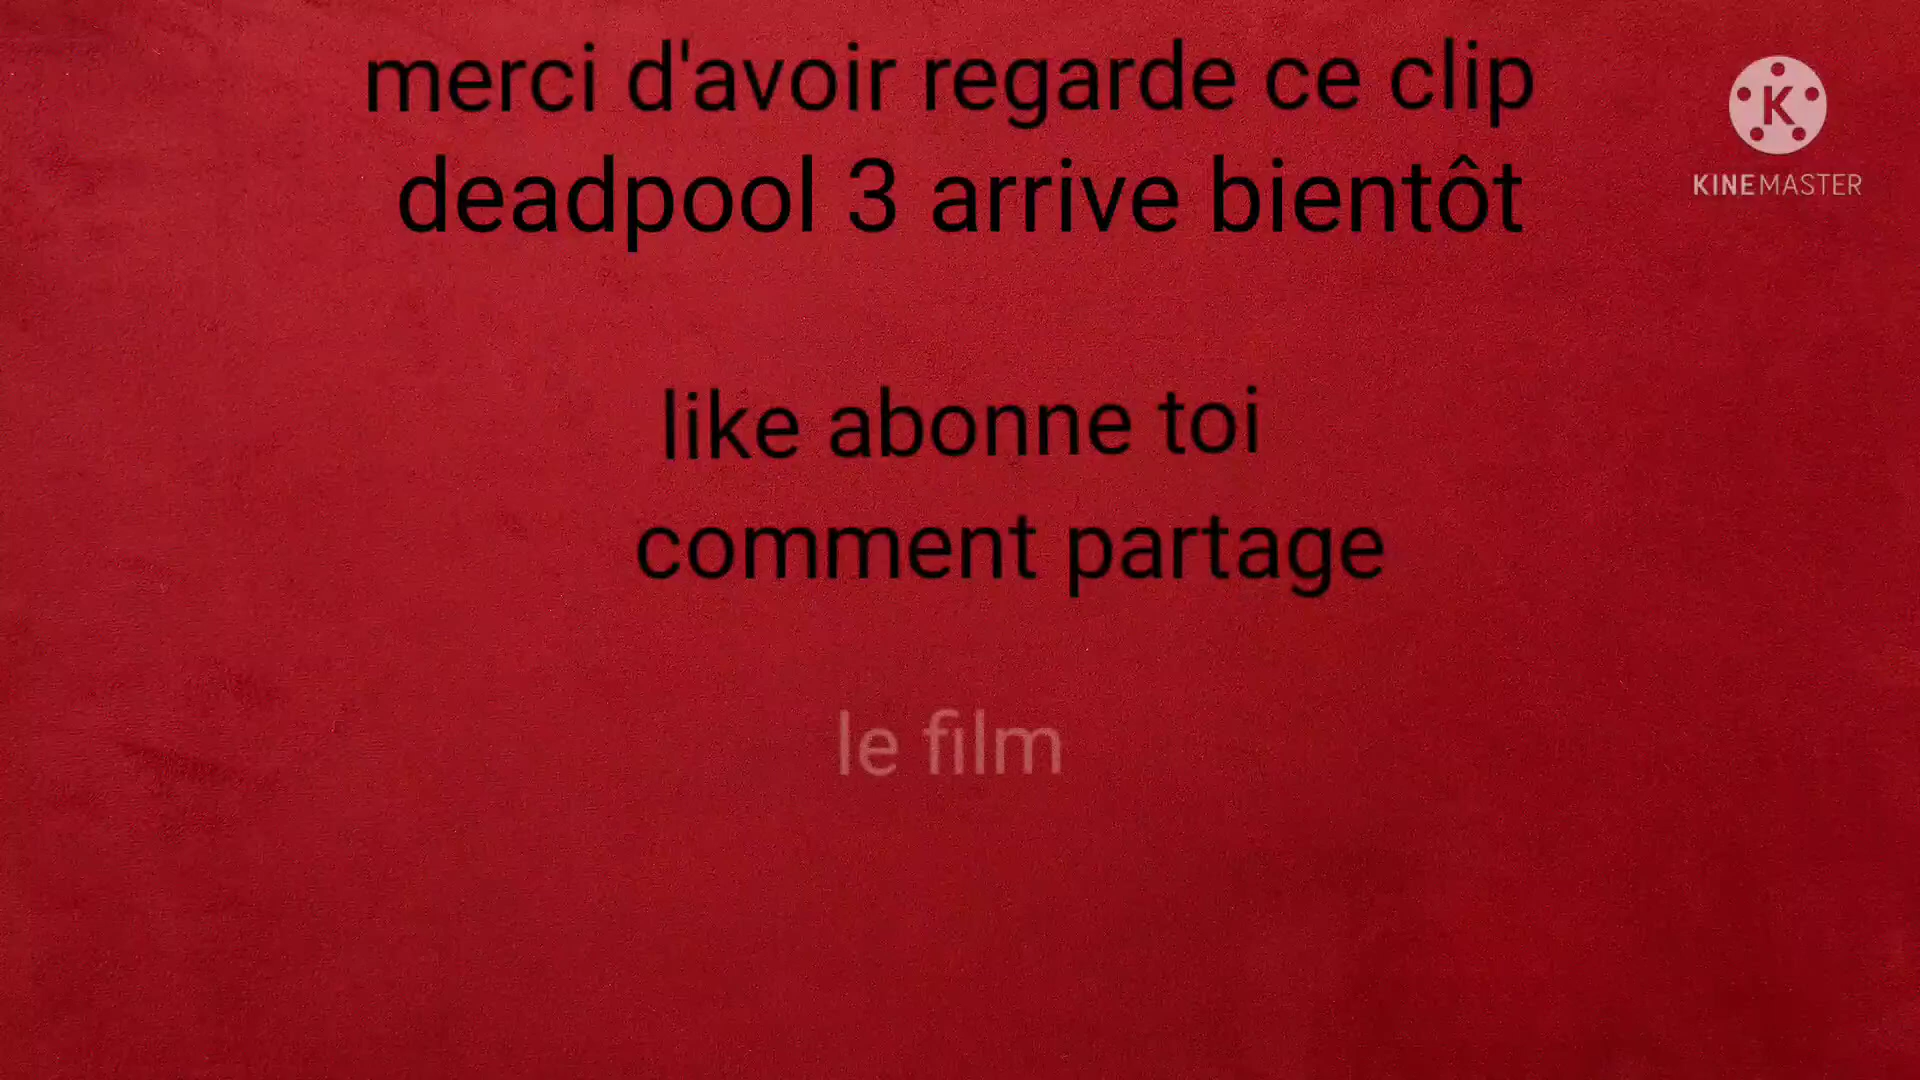 merci d'avoir regarde ce clip
deadpool 3 arrive bientôt
K
KINEMASTER
like abonne toi
comment partage
le film